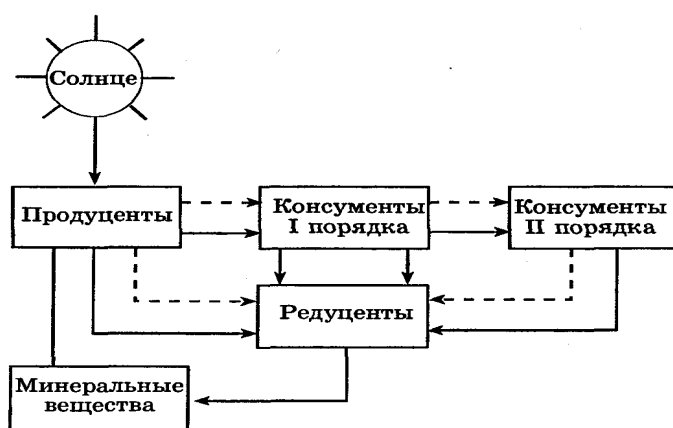 Солнце
Продуценты
Консументы
I порядка
Консументы
II порядка
Редуценты
Минеральные
вещества